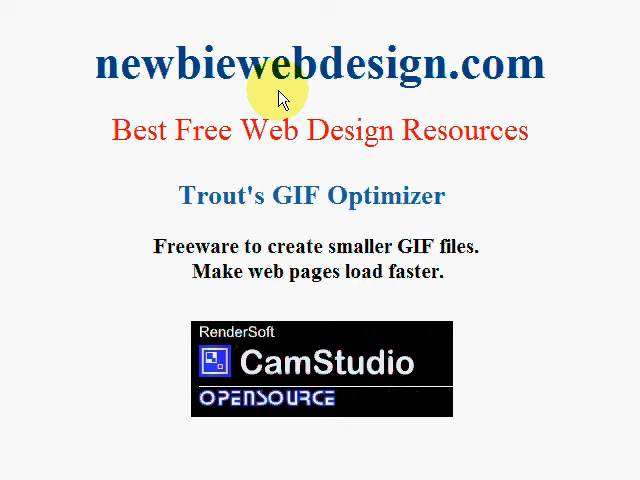 newbiewebdesign.com
Best Free Web Design Resources
Trout's GIF Optimizer
Freeware to create smaller GIF files.
Make web pages load faster.
RenderSoft
CamStudio
OPENSOURCE